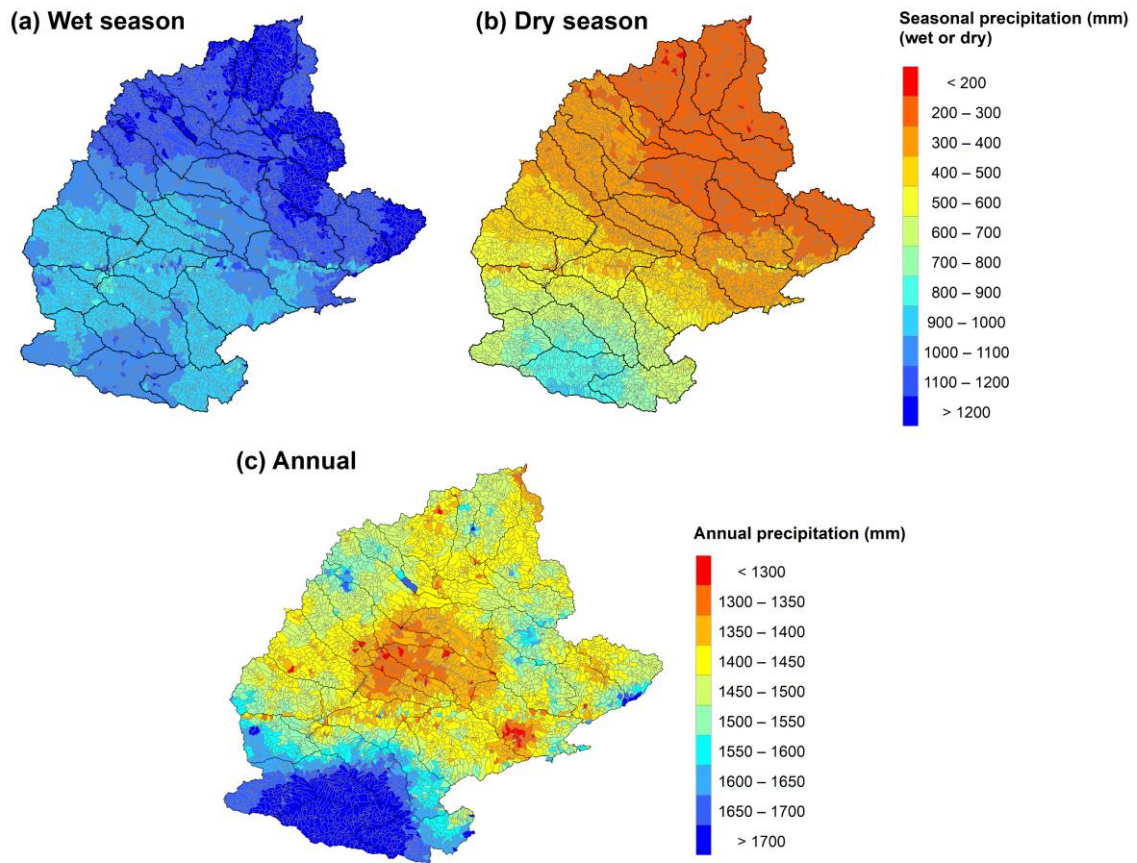 (a) Wet season
(b) Dry season
Seasonal precipitation (mm)
(wet or dry)
< 200
200 – 300
300 – 400
400 – 500
500 – 600
600 – 700
700 – 800
800 – 900
900 – 1000
1000 – 1100
1100 – 1200
> 1200
(c) Annual
Annual precipitation (mm)
< 1300
1300 – 1350
1350 – 1400
1400 – 1450
1450 – 1500
1500 – 1550
1550 – 1600
1600 – 1650
1650 – 1700
> 1700